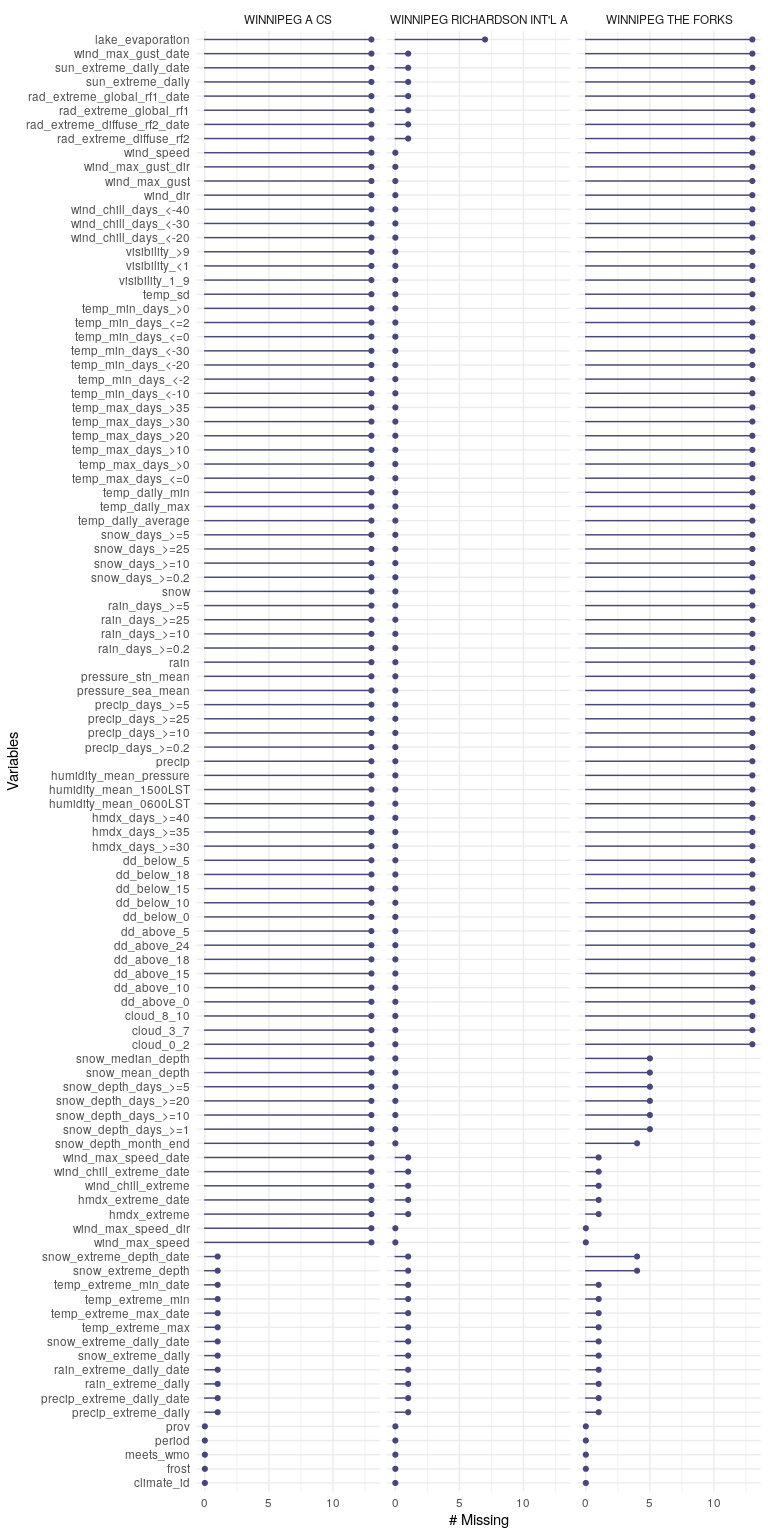 WINNIPEG A CS
WINNIPEG RICHARDSON INT'L A
WINNIPEG THE FORKS
Variables
lake_evaporation
wind_max_gust_date
sun_extreme_daily_date
sun_extreme_daily
rad_extreme_global_rf1_date
rad_extreme_global_rf1
rad_extreme_diffuse_rf2_date
rad_extreme_diffuse_rf2
wind_speed
wind_max_gust_dir
wind_max_gust
wind_dir
wind_chill_days_<-40
wind_chill_days_<-30
wind_chill_days_<-20
visibility_>9
visibility_<1
visibility_1_9
temp_sd
temp_min_days_>0
temp_min_days_<=2
temp_min_days_<=0
temp_min_days_<-30
temp_min_days_<-20
temp_min_days_<-2
temp_min_days_<-10
temp_max_days_>35
temp_max_days_>30
temp_max_days_>20
temp_max_days_>10
temp_max_days_>0
temp_max_days_<=0
temp_daily_min
temp_daily_max
temp_daily_average
snow_days_>=5
snow_days_>=25
snow_days_>=10
snow_days_>=0.2
snow
rain_days_>=5
rain_days_>=25
rain_days_>=10
rain_days_>=0.2
rain
pressure_stn_mean
pressure_sea_mean
precip_days_>=5
precip_days_>=25
precip_days_>=10
precip_days_>=0.2
precip
humidity_mean_pressure
humidity_mean_1500LST
humidity_mean_0600LST
hmdx_days_>=40
hmdx_days_>=35
hmdx_days_>=30
dd_below_5
dd_below_18
dd_below_15
dd_below_10
dd_below_0
dd_above_5
dd_above_24
dd_above_18
dd_above_15
dd_above_10
dd_above_0
cloud_8_10
cloud_3_7
cloud_0_2
snow_median_depth
snow_mean_depth
snow_depth_days_>=5
snow_depth_days_>=20
snow_depth_days_>=10
snow_depth_days_>=1
snow_depth_month_end
wind_max_speed_date
wind_chill_extreme_date
wind_chill_extreme
hmdx_extreme_date
hmdx_extreme
wind_max_speed_dir
wind_max_speed
snow_extreme_depth_date
snow_extreme_depth
temp_extreme_min_date
temp_extreme_min
temp_extreme_max_date
temp_extreme_max
snow_extreme_daily_date
snow_extreme_daily
rain_extreme_daily_date
rain_extreme_daily
precip_extreme_daily_date
precip_extreme_daily
prov
period
meets_wmo
frost
climate_id
0 5 10 0 5 10 0 5 10
# Missing